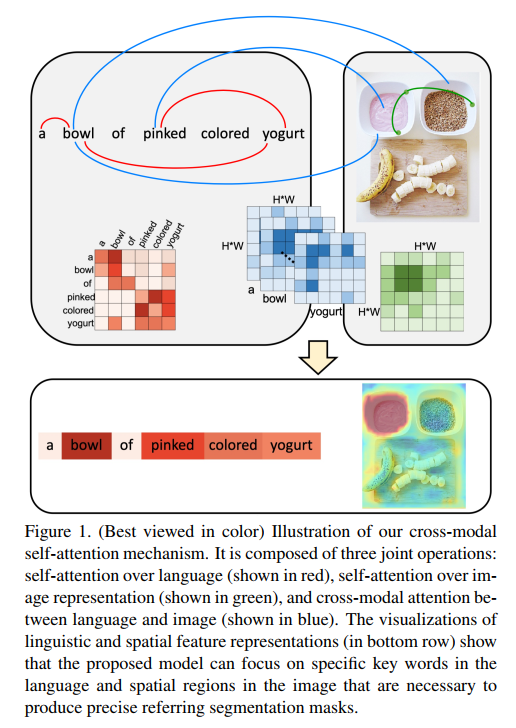 a bowl of pinked colored yogurt
H*W
H*W
a
bowl
yogurt
a bowl of pinked colored yogurt
a
bowl
of
pinked
colored
yogurt
H*W
H*W
a bowl of pinked colored yogurt
Figure 1. (Best viewed in color) Illustration of our cross-modal
self-attention mechanism. It is composed of three joint operations:
self-attention over language (shown in red), self-attention over im-
age representation (shown in green), and cross-modal attention be-
tween language and image (shown in blue). The visualizations of
linguistic and spatial feature representations (in bottom row) show
that the proposed model can focus on specific key words in the
language and spatial regions in the image that are necessary to
produce precise referring segmentation masks.